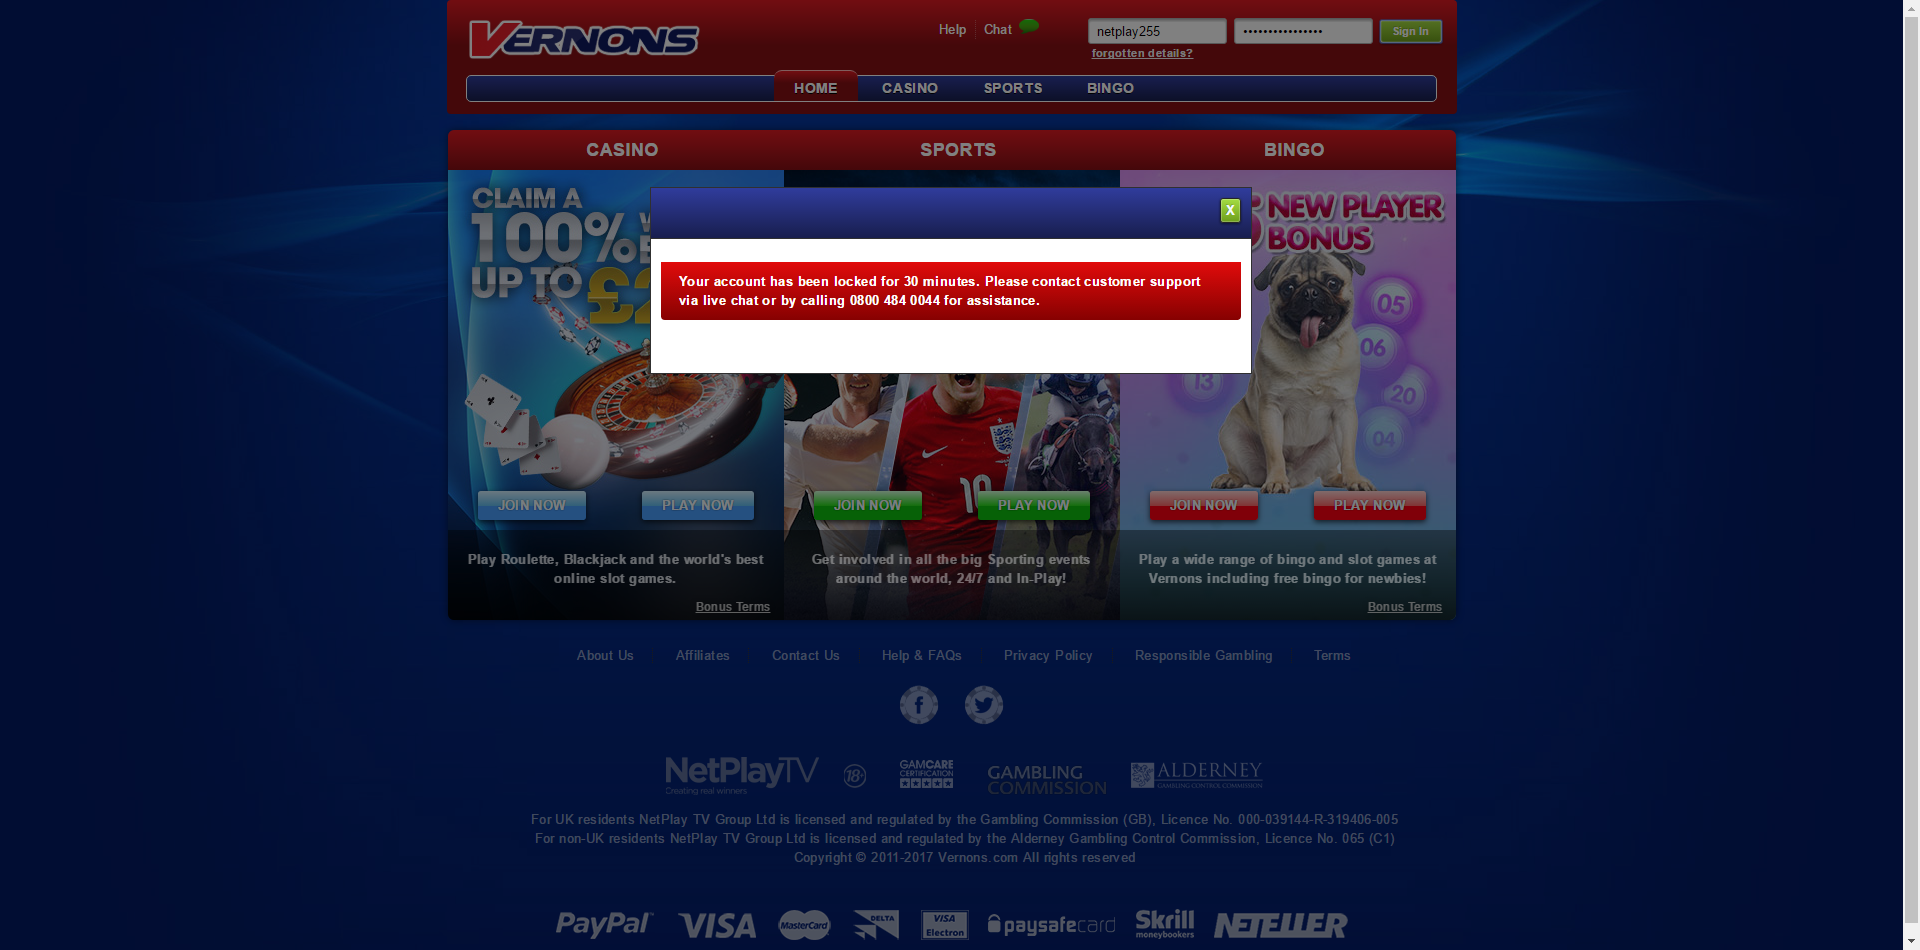 VERNONS
Help
Chat
netplay255
Sign In
forgotten details?
HOME
CASINO
SPORTS
BINGO
CASINO
SPORTS
BINGO
CLAIM A
100%
UP TO £2
NEW PLAYER
BONUS
X
Your account has been locked for 30 minutes. Please contact customer support
via live chat or by calling 0800 484 0044 for assistance.
05
06
13
20
04
10
JOIN NOW
PLAY NOW
JOIN NOW
PLAY NOW
JOIN NOW
PLAY NOW
Play Roulette, Blackjack and the world's best
online slot games.
Bonus Terms
Get involved in all the big Sporting events
around the world, 24/7 and In-Play!
Play a wide range of bingo and slot games at
Vernons including free bingo for newbies!
Bonus Terms
About Us
Affiliates
Contact Us
Help & FAQs
Privacy Policy
Responsible Gambling
Terms
NetPlayTV
Creating real winners
18+
GAMCARE
CERTIFICATION
GAMBLING
COMMISSION
ALDERNEY
GAMBLING CONTROL COMMISSION
For UK residents NetPlay TV Group Ltd is licensed and regulated by the Gambling Commission (GB), Licence No. 000-039144-R-319406-005
For non-UK residents NetPlay TV Group Ltd is licensed and regulated by the Alderney Gambling Control Commission, Licence No. 065 (C1)
Copyright © 2011-2017 Vernons.com All rights reserved
PayPal
VISA
MasterCard
DELTA
VISA
Electron
paysafecard
Skrill
moneybookers
NETELLER